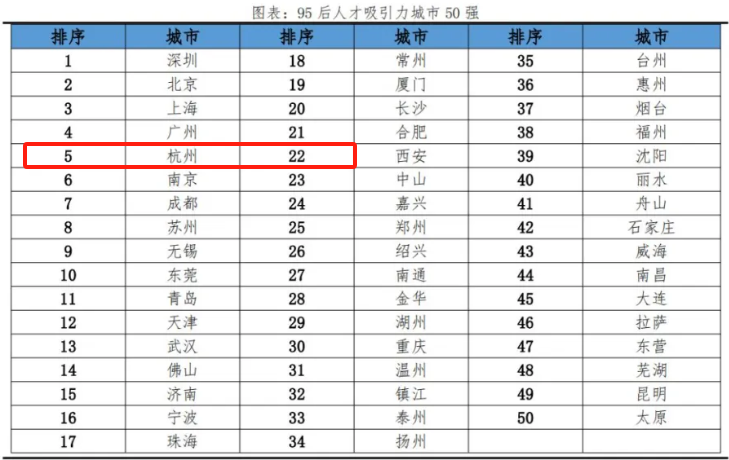 图表：95后人才吸引力城市50强
排序 城市 排序 城市 排序 城市
1 深圳 18 常州 35 台州
2 北京 19 厦门 36 惠州
3 上海 20 长沙 37 烟台
4 广州 21 合肥 38 福州
5 杭州 22 西安 39 沈阳
6 南京 23 中山 40 丽水
7 成都 24 嘉兴 41 舟山
8 苏州 25 郑州 42 石家庄
9 无锡 26 绍兴 43 威海
10 东莞 27 南通 44 南昌
11 青岛 28 金华 45 大连
12 天津 29 湖州 46 拉萨
13 武汉 30 重庆 47 东营
14 佛山 31 温州 48 芜湖
15 济南 32 镇江 49 昆明
16 宁波 33 泰州 50 太原
17 珠海 34 扬州